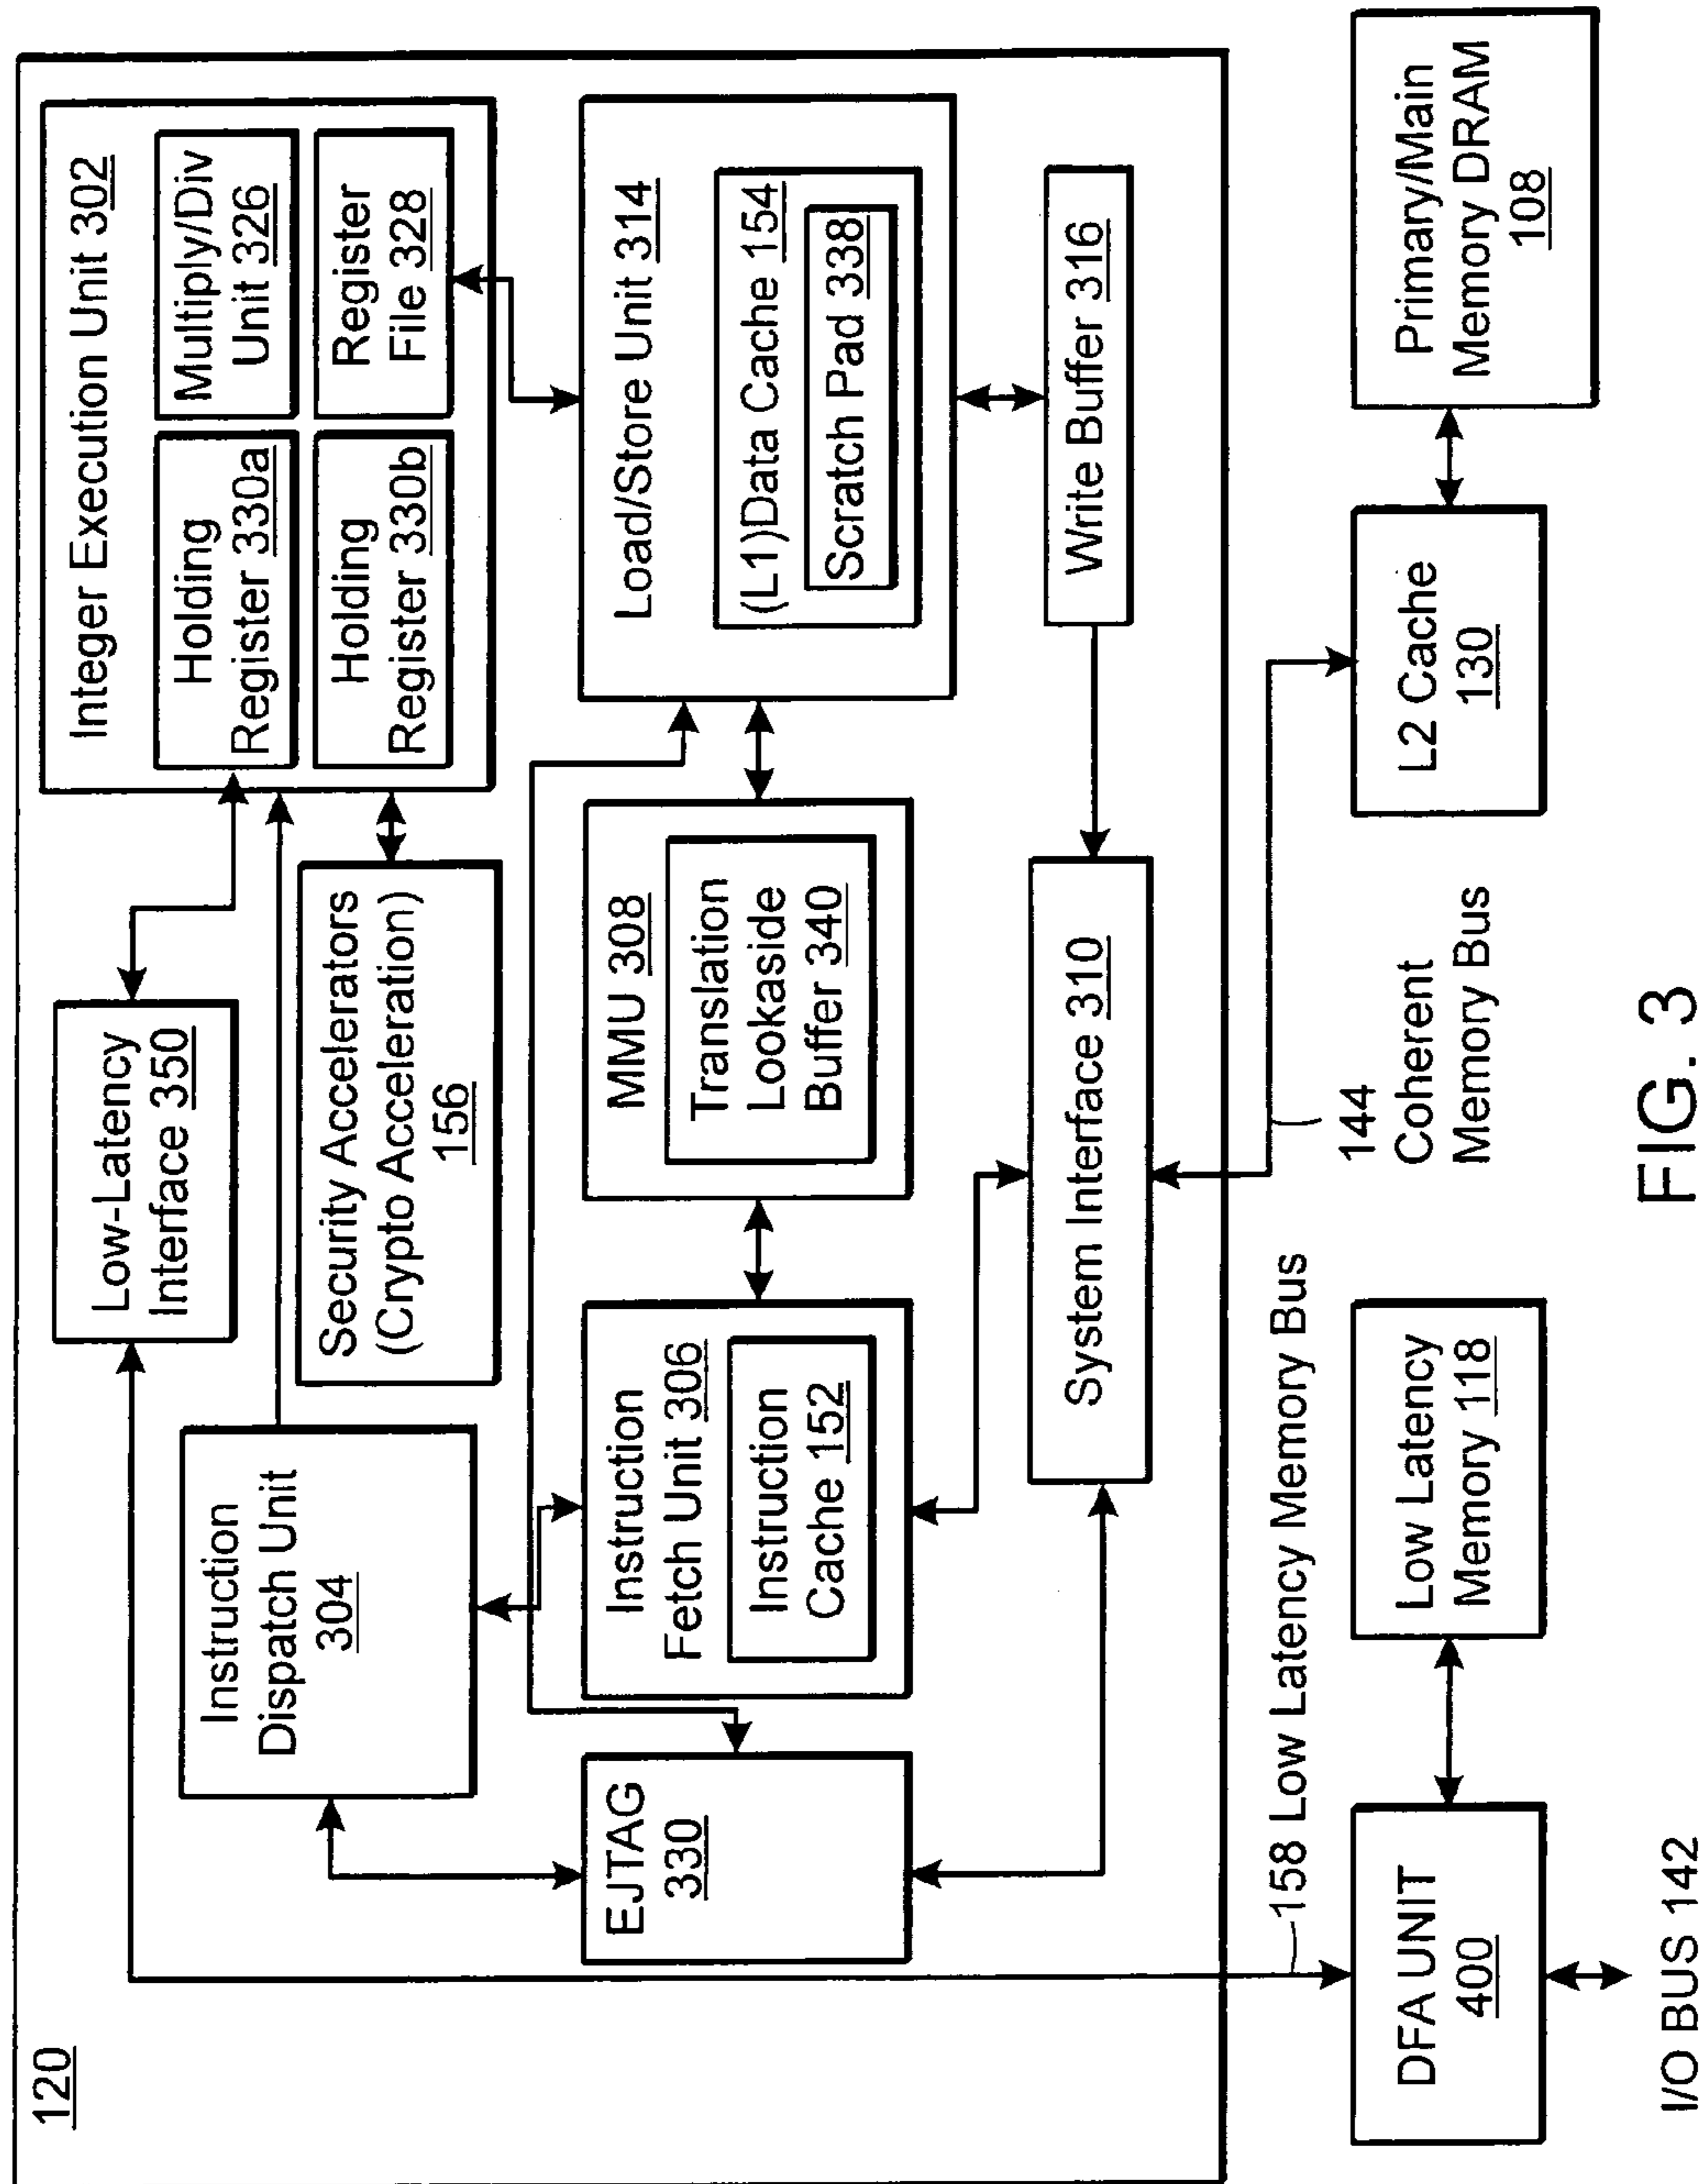 120
Low-Latency
Interface 350
Integer Execution Unit 302
Holding
Register 330a
Multiply/Div
Unit 326
Holding
Register 330b
Register
File 328
Instruction
Dispatch Unit
304
Security Accelerators
(Crypto Acceleration)
156
EJTAG
330
Instruction
Fetch Unit 306
Instruction
Cache 152
MMU 308
Translation
Lookaside
Buffer 340
Load/Store Unit 314
(L1)Data Cache 154
Scratch Pad 338
System Interface 310
Write Buffer 316
158 Low Latency Memory Bus
144
Coherent
Memory Bus
DFA UNIT
400
Low Latency
Memory 118
L2 Cache
130
Primary/Main
Memory DRAM
108
I/O BUS 142
FIG. 3